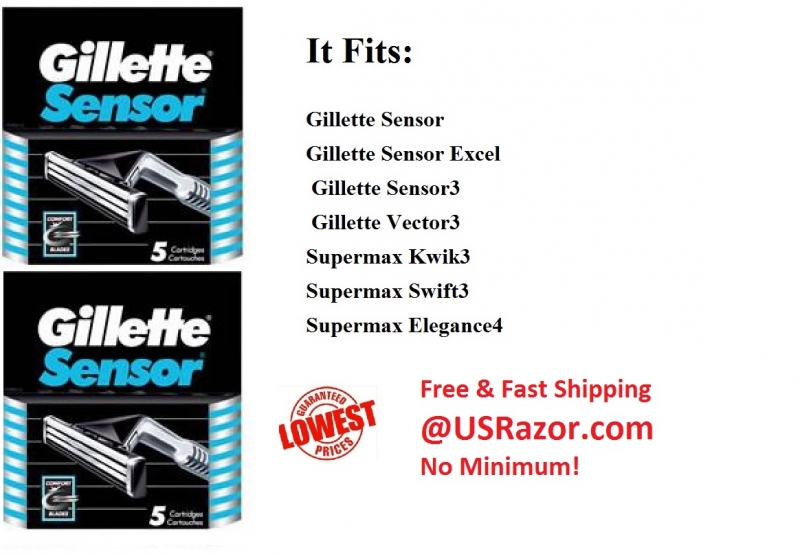 Gillette®
Sensor®
COMFORT
BLADES
5 Cartridges
Cartouches
Gillette®
Sensor®
COMFORT
BLADES
5 Cartridges
Cartouches
It Fits:
Gillette Sensor
Gillette Sensor Excel
Gillette Sensor3
Gillette Vector3
Supermax Kwik3
Supermax Swift3
Supermax Elegance4
GUARANTEED
LOWEST
PRICES
Free & Fast Shipping
@USRazor.com
No Minimum!